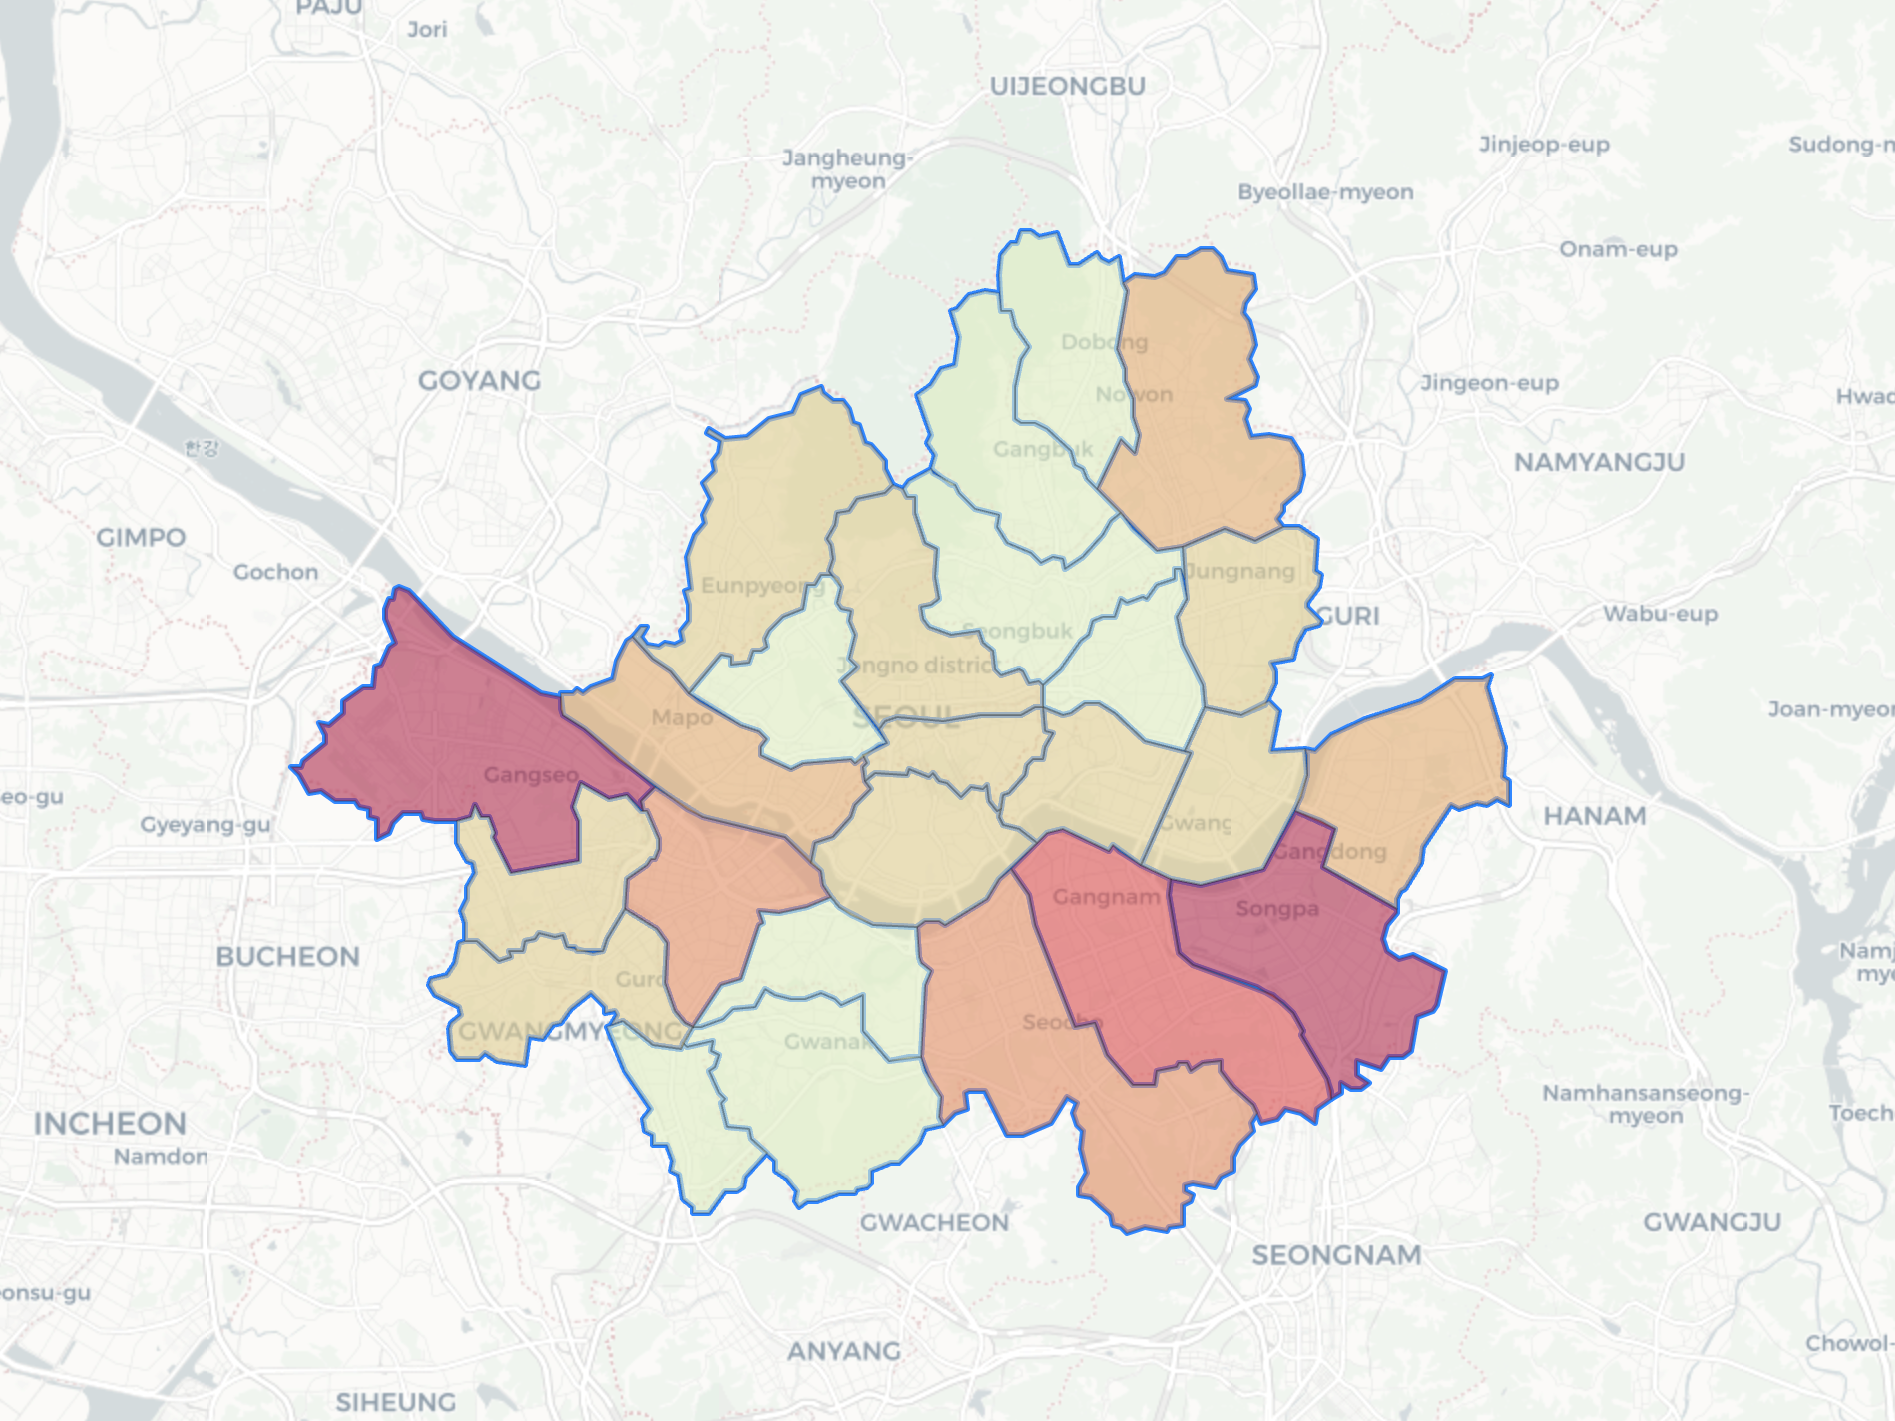 PAJU
Jori
UIJEONGBU
Jangheung-
myeon
Jinjeop-eup
Sudong-m
Byeollae-myeon
Onam-eup
Dobong
GOYANG
Nowon
Jingeon-eup
Hwad
한강
Gangbuk
NAMYANGJU
GIMPO
Gochon
Eunpyeong
Jungnang
Seongbuk
GURI
Wabu-eup
Jongno district
Mapo
SEOUL
Joan-myeon
Gangseo
eo-gu
Gyeyang-gu
Gwang
HANAM
Gangdong
Gangnam
Songpa
BUCHEON
Guro
Namj
mye
GWANGMYEONG
Gwanak
Seocho
INCHEON
Namdon
Namhansanseong-
myeon
Toech
GWACHEON
GWANGJU
SEONGNAM
onsu-gu
ANYANG
Chowol-
SIHEUNG